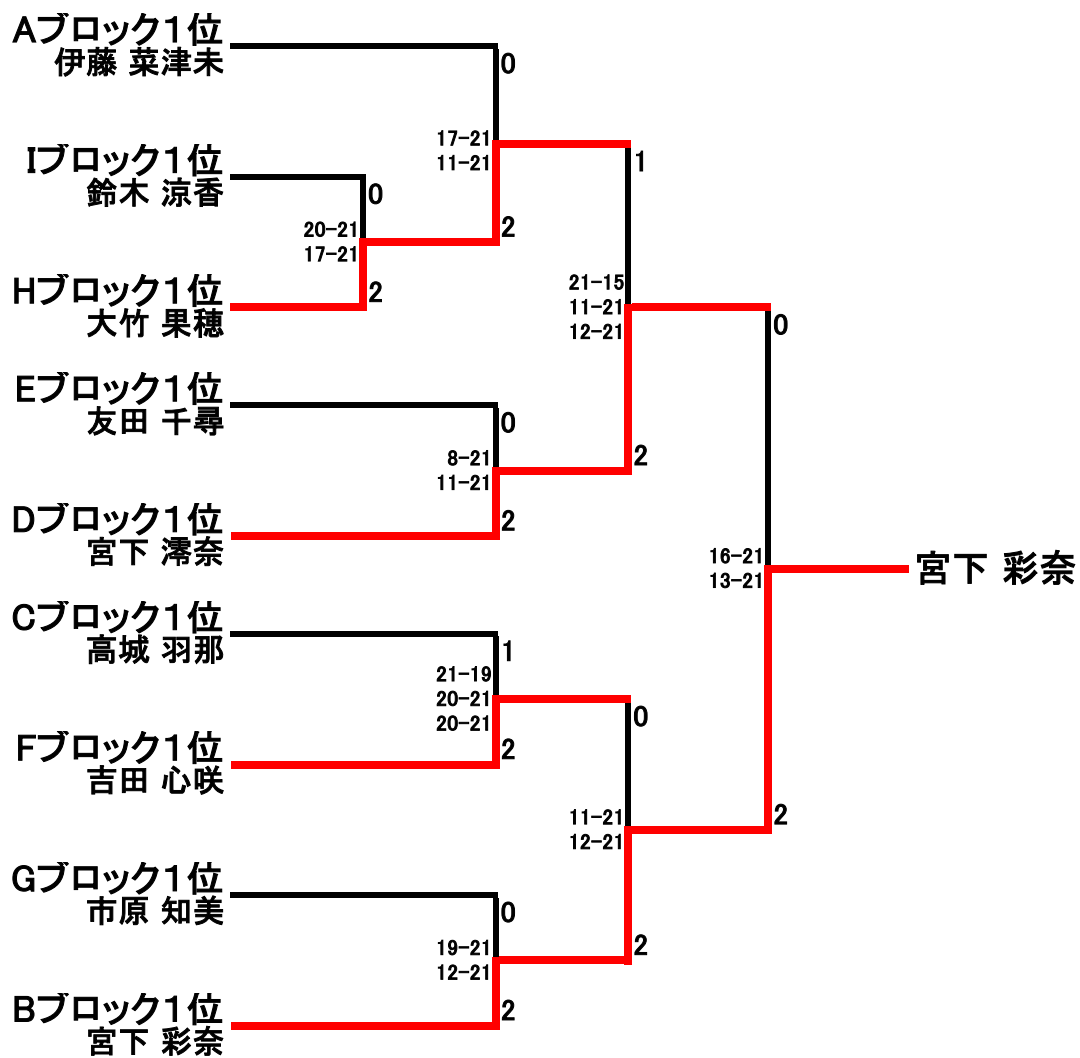 Aブロック1位
伊藤 菜津未
0
17-21
11-21
1
Iブロック1位
鈴木 涼香
0
20-21
17-21
2
2
Hブロック1位
大竹 果穂
21-15
11-21
12-21
0
Eブロック1位
友田 千尋
0
8-21
11-21
2
2
Dブロック1位
宮下 澪奈
16-21
13-21
宮下 彩奈
Cブロック1位
高城 羽那
1
21-19
20-21
20-21
0
2
Fブロック1位
吉田 心咲
11-21
12-21
2
Gブロック1位
市原 知美
0
19-21
12-21
2
2
Bブロック1位
宮下 彩奈